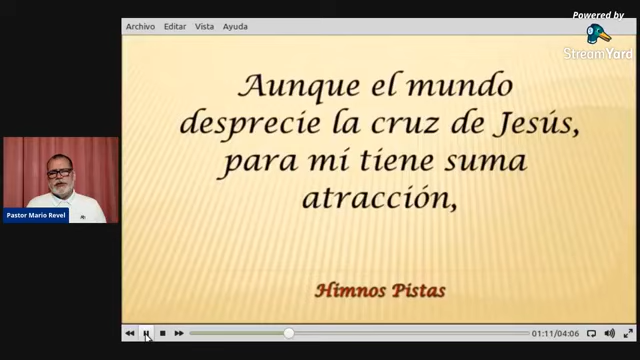 Powered by
StreamYard
Archivo Editar Vista Ayuda
Aunque el mundo
desprecie la cruz de Jesús,
para mí tiene suma
atracción,
Himnos Pistas
Pastor Mario Revel
01:11/04:06